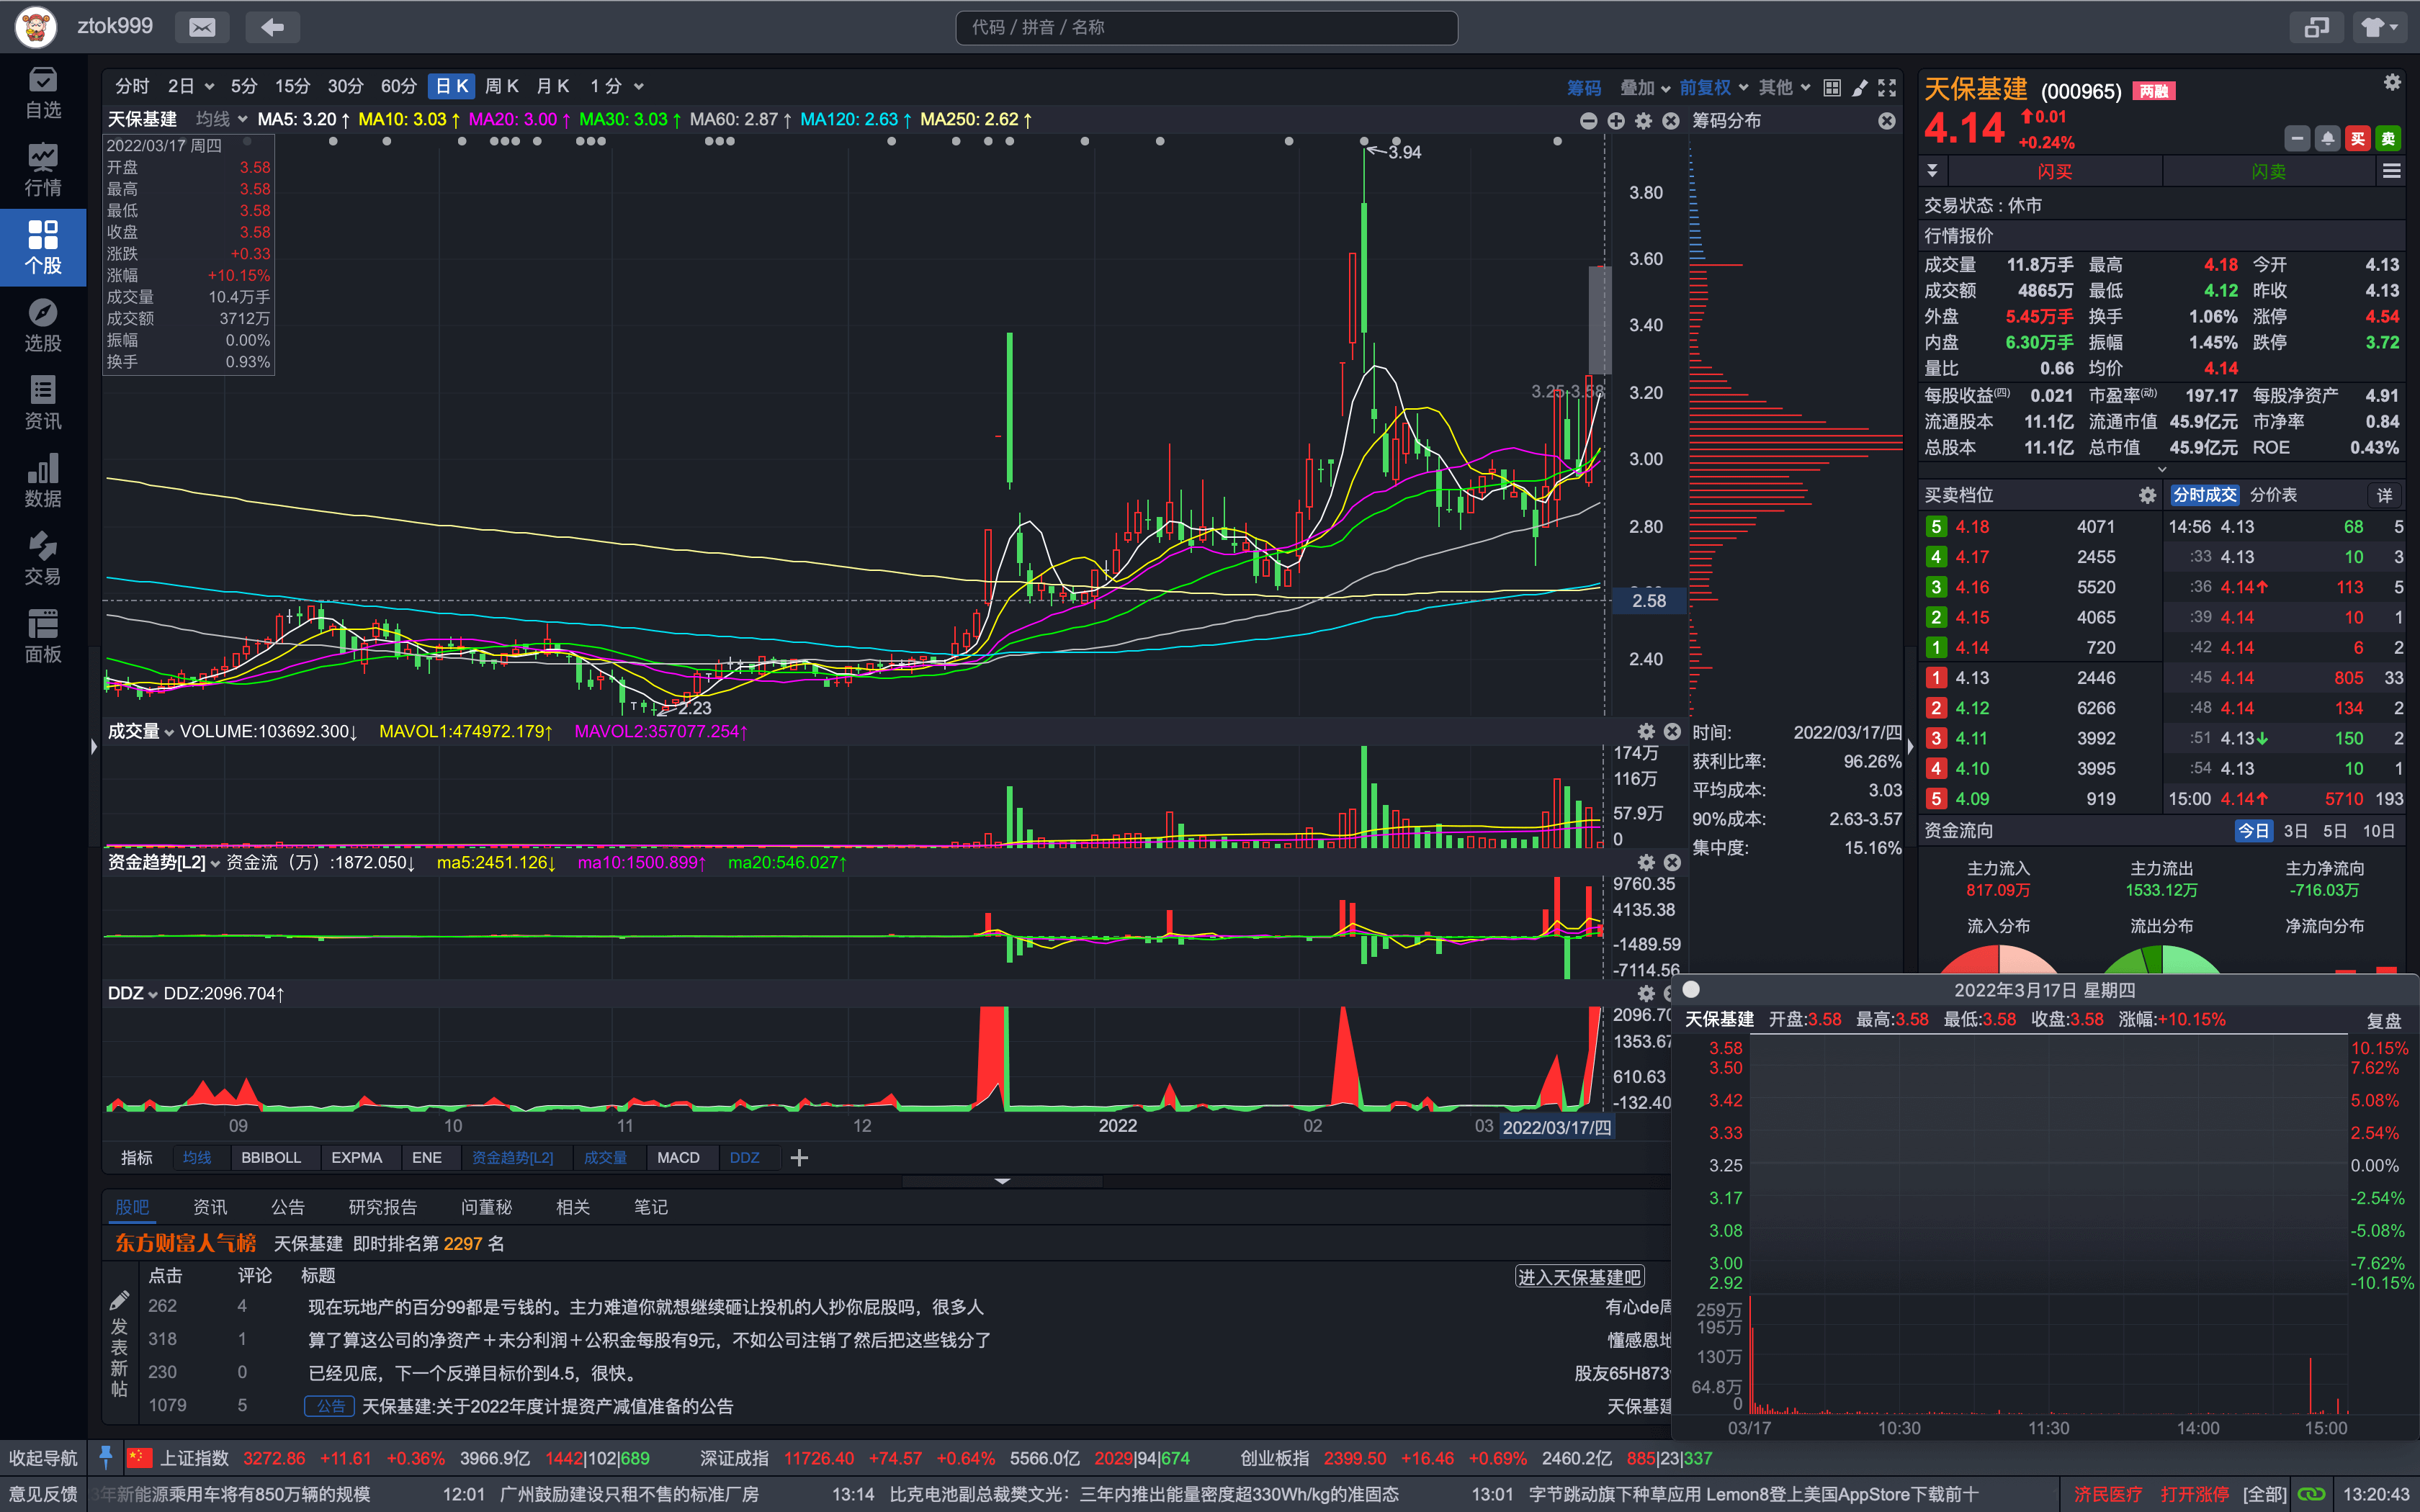 ztok999
代码 / 拼音 / 名称
自选
行情
个股
选股
资讯
数据
交易
面板
分时 2日 5分 15分 30分 60分 日K 周K 月K 1分
筹码 叠加 前复权 其他
天保基建 均线 MA5: 3.20↑ MA10: 3.03↑ MA20: 3.00↑ MA30: 3.03↑ MA60: 2.87↑ MA120: 2.63↑ MA250: 2.62↑
筹码分布
2022/03/17 周四
开盘 3.58
最高 3.58
最低 3.58
收盘 3.58
涨跌 +0.33
涨幅 +10.15%
成交量 10.4万手
成交额 3712万
振幅 0.00%
换手 0.93%
3.94
3.25-3.58
2.23
3.80
3.60
3.40
3.20
3.00
2.80
2.58
2.40
成交量 VOLUME:103692.300↓ MAVOL1:474972.179↑ MAVOL2:357077.254↑
174万
116万
57.9万
0
资金趋势[L2] 资金流（万）:1872.050↓ ma5:2451.126↓ ma10:1500.899↑ ma20:546.027↑
9760.35
4135.38
-1489.59
-7114.56
DDZ DDZ:2096.704↑
2096.70
1353.67
610.63
-132.40
09 10 11 12 2022 02 03 2022/03/17/四
时间: 2022/03/17/四
获利比率: 96.26%
平均成本: 3.03
90%成本: 2.63-3.57
集中度: 15.16%
指标 均线 BBIBOLL EXPMA ENE 资金趋势[L2] 成交量 MACD DDZ
股吧 资讯 公告 研究报告 问董秘 相关 笔记
东方财富人气榜 天保基建 即时排名第 2297 名
点击 评论 标题 进入天保基建吧
发表新帖
262 4 现在玩地产的百分99都是亏钱的。主力难道你就想继续砸让投机的人抄你屁股吗，很多人 有心de周
318 1 算了算这公司的净资产＋未分利润＋公积金每股有9元，不如公司注销了然后把这些钱分了 懂感恩地
230 0 已经见底，下一个反弹目标价到4.5，很快。 股友65H873
1079 5 公告 天保基建:关于2022年度计提资产减值准备的公告 天保基建
天保基建 (000965) 两融
4.14 ↑0.01
+0.24%
买 卖
闪买 闪卖
交易状态 : 休市
行情报价
成交量 11.8万手 最高 4.18 今开 4.13
成交额 4865万 最低 4.12 昨收 4.13
外盘 5.45万手 换手 1.06% 涨停 4.54
内盘 6.30万手 振幅 1.45% 跌停 3.72
量比 0.66 均价 4.14
每股收益(四) 0.021 市盈率(动) 197.17 每股净资产 4.91
流通股本 11.1亿 流通市值 45.9亿元 市净率 0.84
总股本 11.1亿 总市值 45.9亿元 ROE 0.43%
买卖档位 分时成交 分价表 详
5 4.18 4071 14:56 4.13 68 5
4 4.17 2455 :33 4.13 10 3
3 4.16 5520 :36 4.14↑ 113 5
2 4.15 4065 :39 4.14 10 1
1 4.14 720 :42 4.14 6 2
1 4.13 2446 :45 4.14 805 33
2 4.12 6266 :48 4.14 134 2
3 4.11 3992 :51 4.13↓ 150 2
4 4.10 3995 :54 4.13 10 1
5 4.09 919 15:00 4.14↑ 5710 193
资金流向 今日 3日 5日 10日
主力流入 主力流出 主力净流向
817.09万 1533.12万 -716.03万
流入分布 流出分布 净流向分布
2022年3月17日 星期四
天保基建 开盘:3.58 最高:3.58 最低:3.58 收盘:3.58 涨幅:+10.15% 复盘
3.58 10.15%
3.50 7.62%
3.42 5.08%
3.33 2.54%
3.25 0.00%
3.17 -2.54%
3.08 -5.08%
3.00 -7.62%
2.92 -10.15%
259万
195万
130万
64.8万
0
03/17 10:30 11:30 14:00 15:00
收起导航 上证指数 3272.86 +11.61 +0.36% 3966.9亿 1442|102|689 深证成指 11726.40 +74.57 +0.64% 5566.0亿 2029|94|674 创业板指 2399.50 +16.46 +0.69% 2460.2亿 885|23|337
意见反馈 3年新能源乘用车将有850万辆的规模 12:01 广州鼓励建设只租不售的标准厂房 13:14 比克电池副总裁樊文光：三年内推出能量密度超330Wh/kg的准固态 13:01 字节跳动旗下种草应用 Lemon8登上美国AppStore下载前十 济民医疗 打开涨停 [全部] 13:20:43